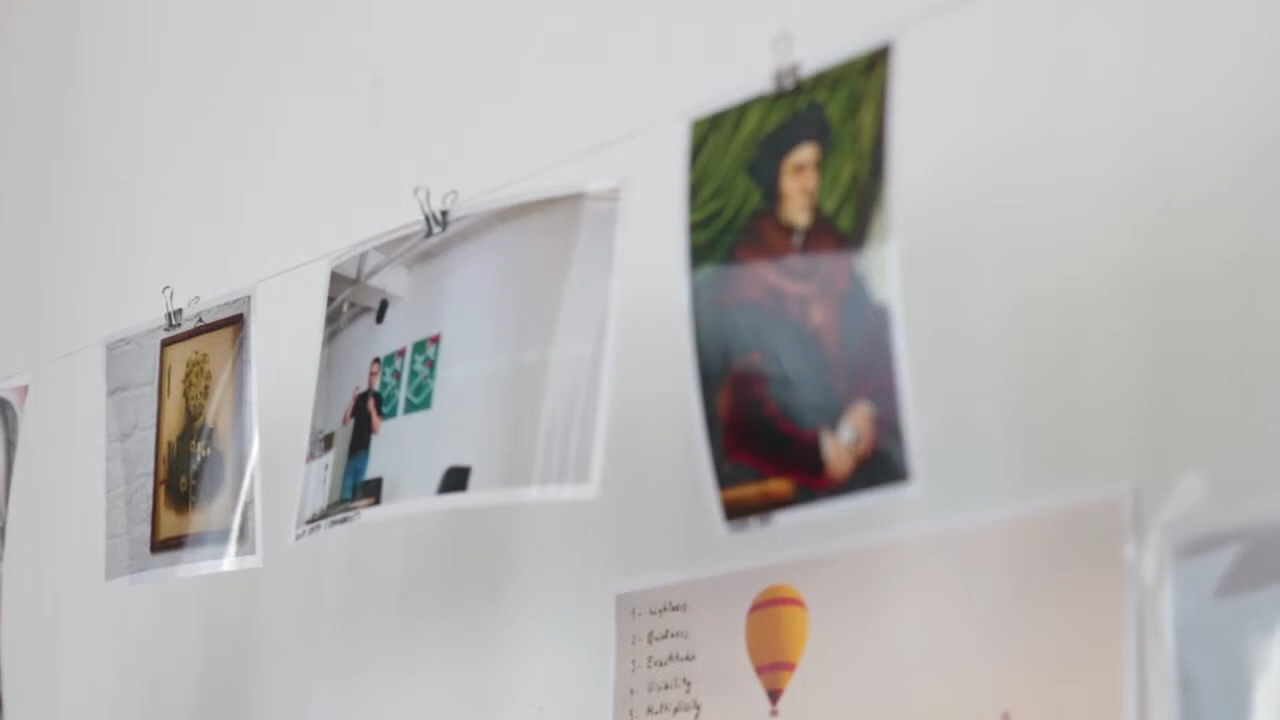 1- Lightness
2- Quickness
3- Exactitude
4- Visibility
5- Multiplicity